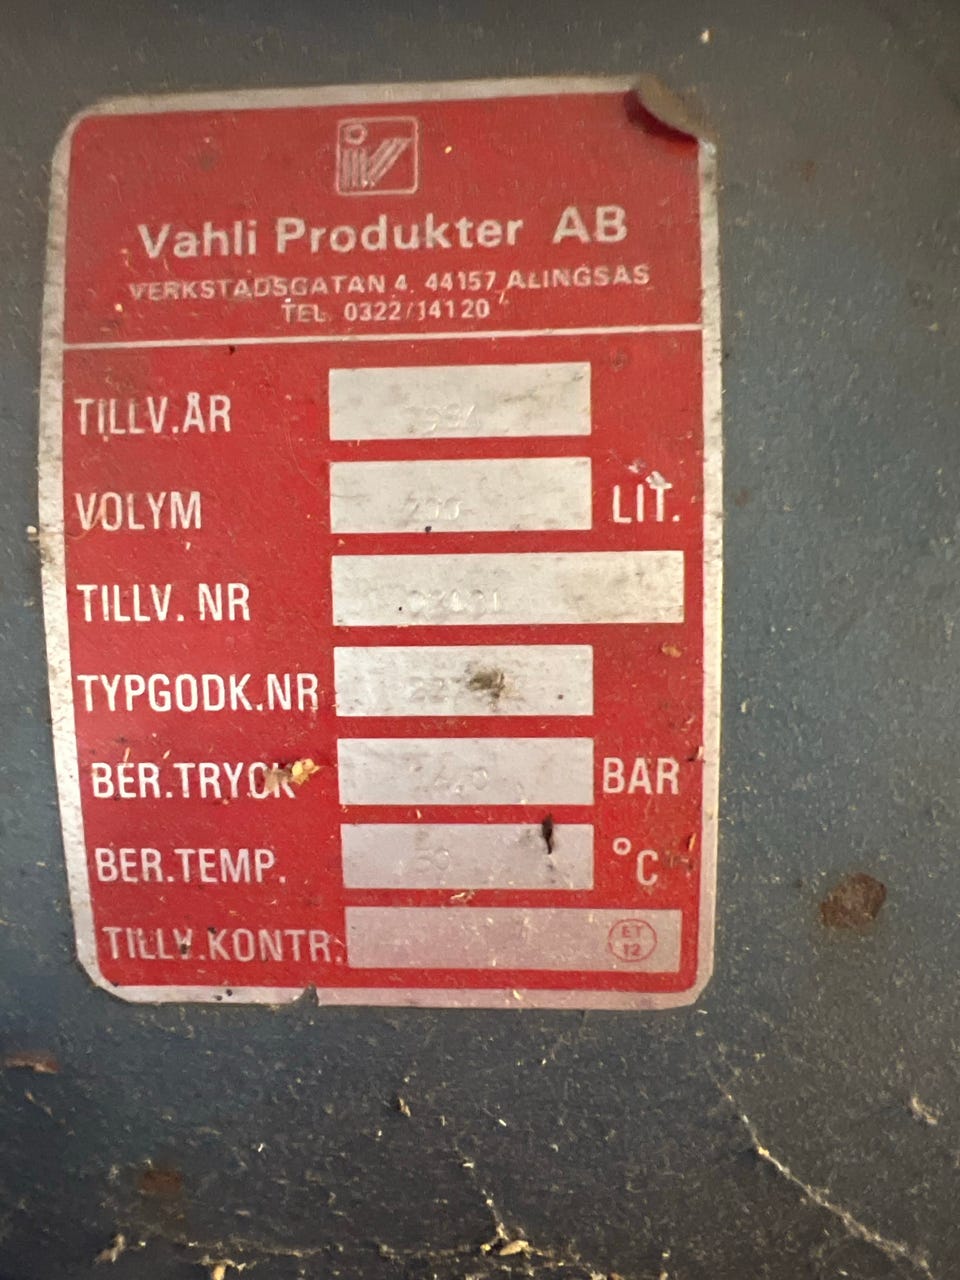 Vahli Produkter AB
VERKSTADSGATAN 4. 44157 ALINGSÅS
TEL. 0322/14120
TILLV.ÅR
VOLYM LIT.
TILLV. NR
TYPGODK.NR
BER.TRYCK BAR
BER.TEMP. °C
TILLV.KONTR. ET 12